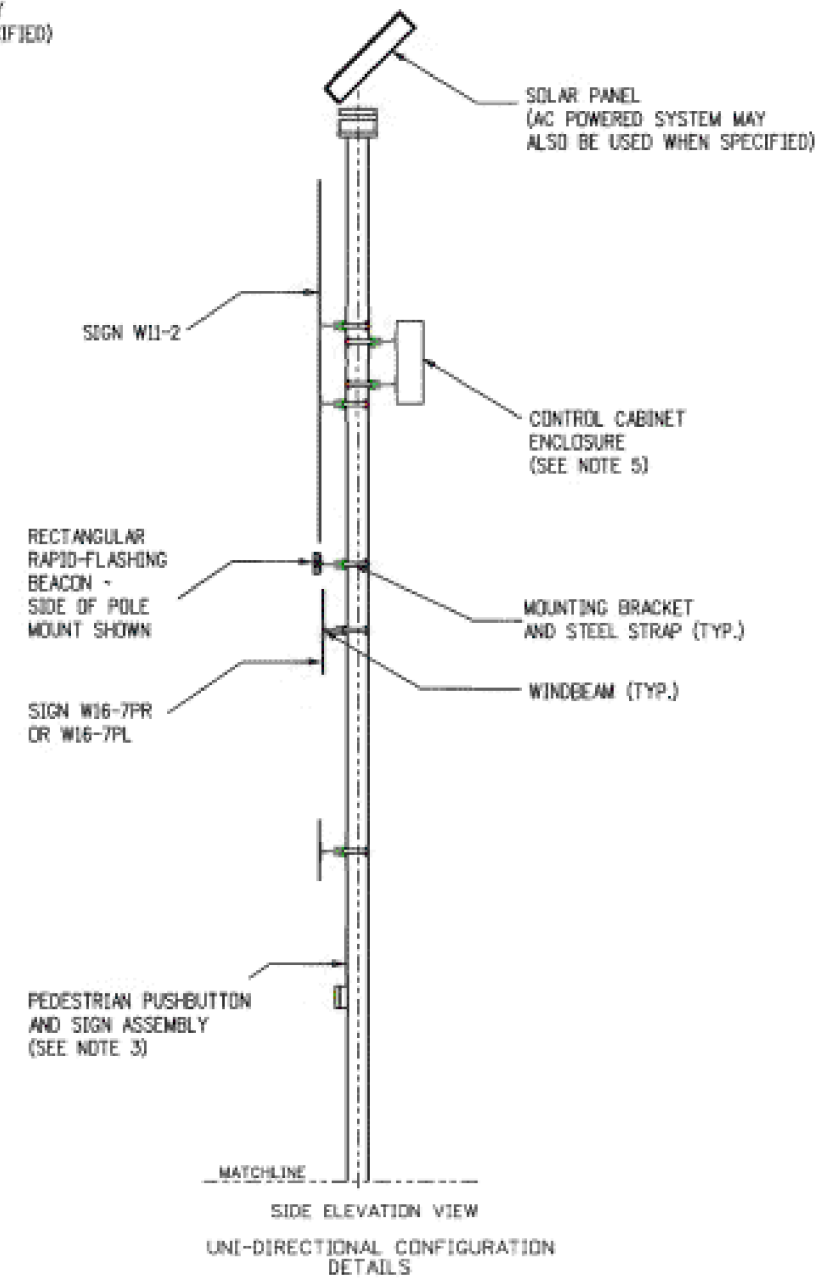 IFIED)
SOLAR PANEL
(AC POWERED SYSTEM MAY
ALSO BE USED WHEN SPECIFIED)
SIGN W11-2
CONTROL CABINET
ENCLOSURE
(SEE NOTE 5)
RECTANGULAR
RAPID-FLASHING
BEACON -
SIDE OF POLE
MOUNT SHOWN
MOUNTING BRACKET
AND STEEL STRAP (TYP.)
WINDBEAM (TYP.)
SIGN W16-7PR
OR W16-7PL
PEDESTRIAN PUSHBUTTON
AND SIGN ASSEMBLY
(SEE NOTE 3)
MATCHLINE
SIDE ELEVATION VIEW
UNI-DIRECTIONAL CONFIGURATION
DETAILS